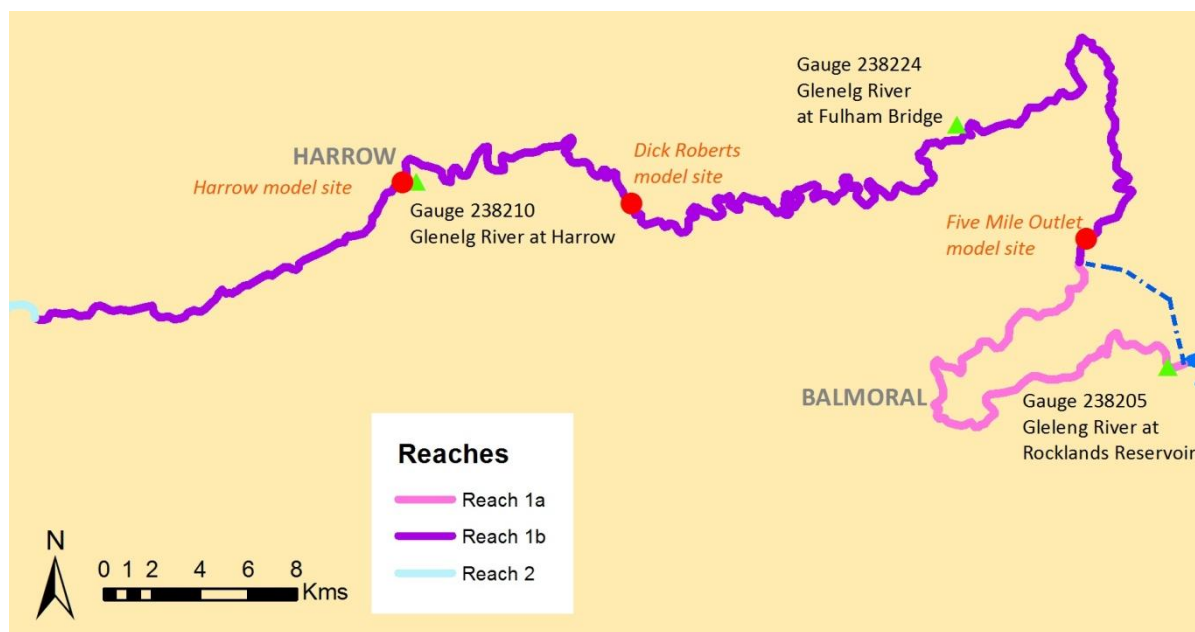 Gauge 238224
Glenelg River
at Fulham Bridge
HARROW
Harrow model site
Dick Roberts
model site
Gauge 238210
Glenelg River at Harrow
Five Mile Outlet
model site
BALMORAL
Gauge 238205
Gleleng River at
Rocklands Reservoir
Reaches
Reach 1a
Reach 1b
Reach 2
N
0 1 2 4 6 8
Kms